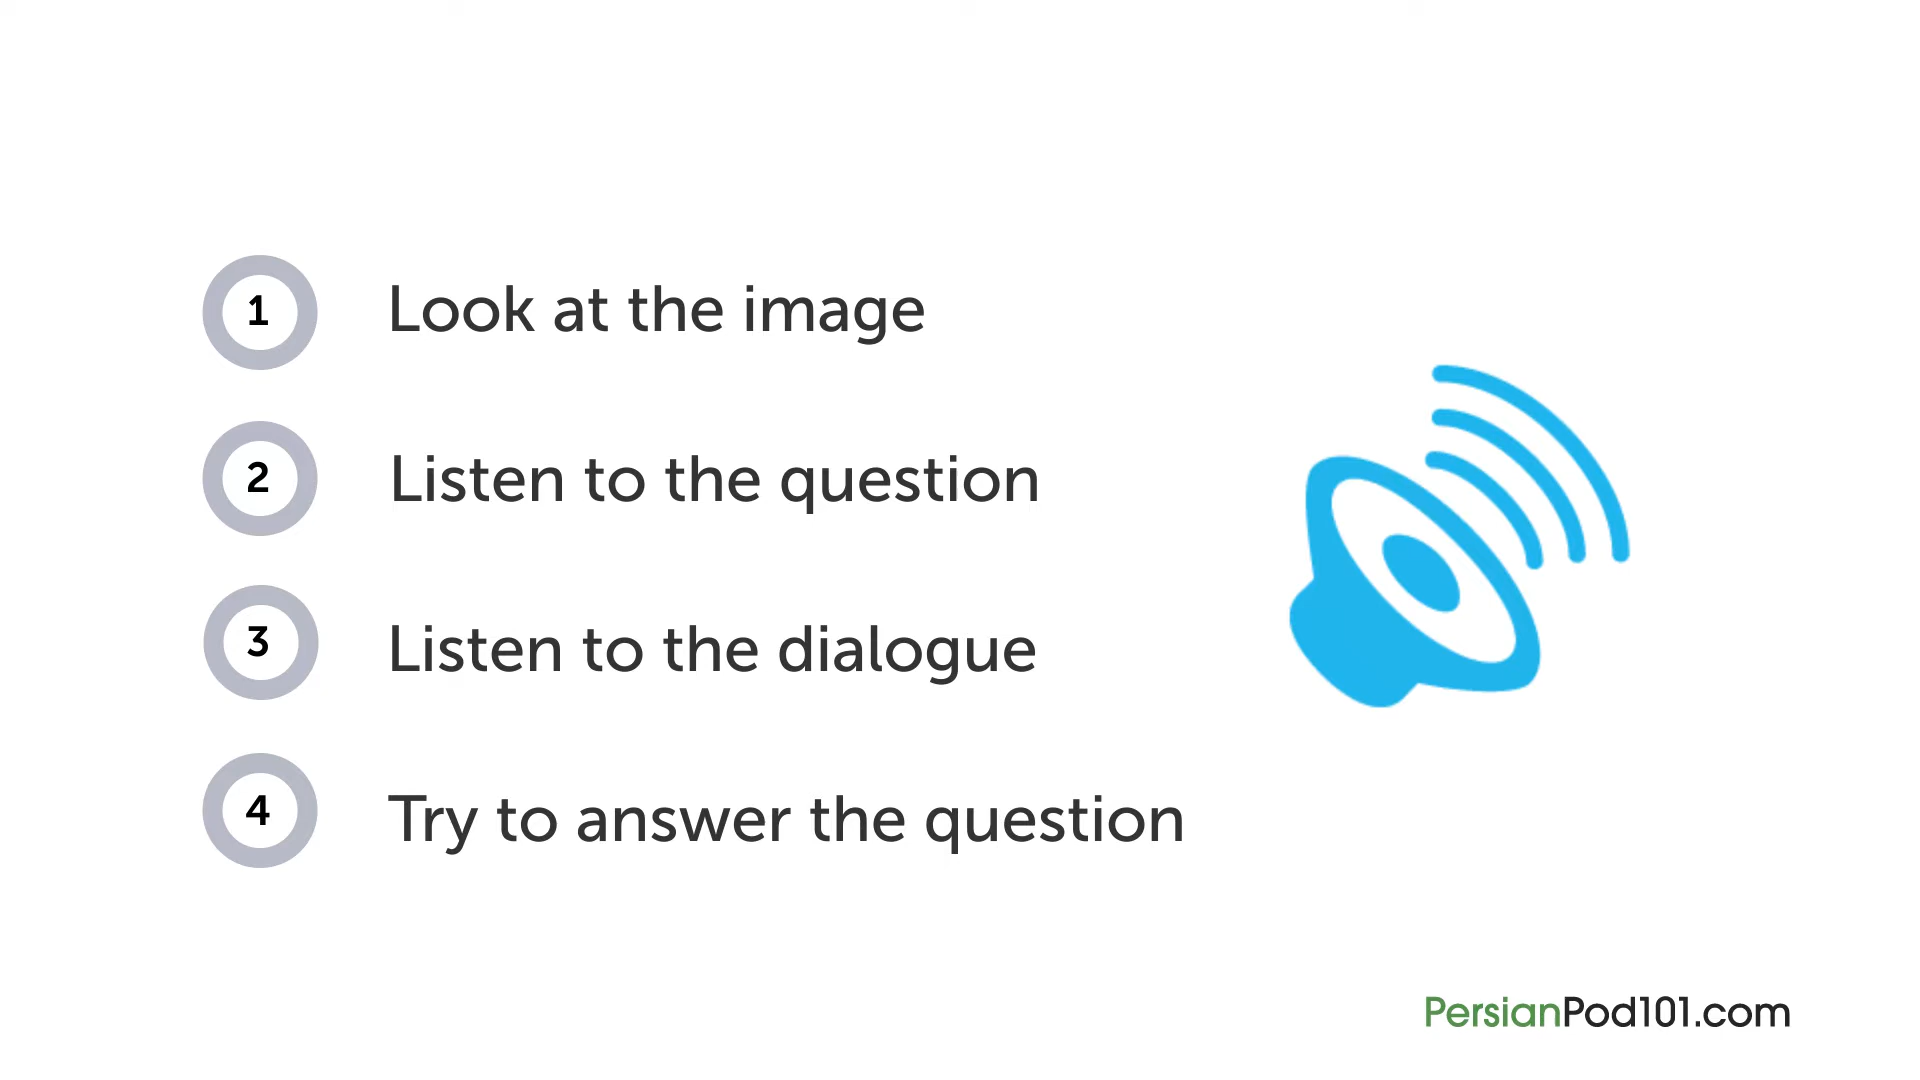 1 Look at the image
2 Listen to the question
3 Listen to the dialogue
4 Try to answer the question
PersianPod101.com